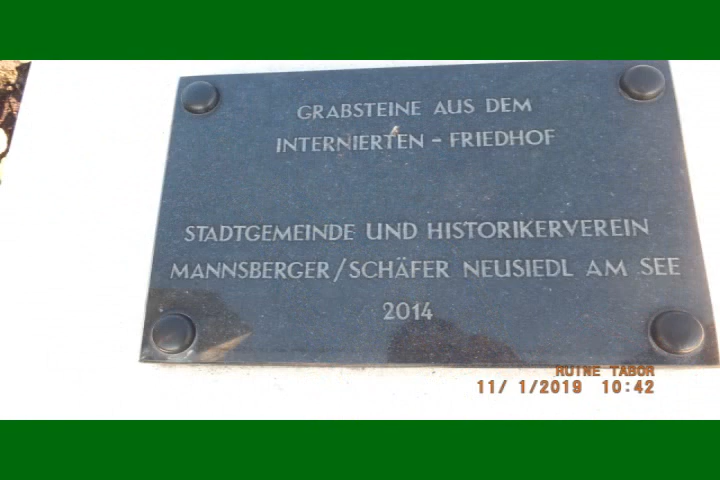 GRABSTEINE AUS DEM
INTERNIERTEN - FRIEDHOF
STADTGEMEINDE UND HISTORIKERVEREIN
MANNSBERGER/SCHÄFER NEUSIEDL AM SEE
2014
RUINE TABOR
11/ 1/2019 10:42